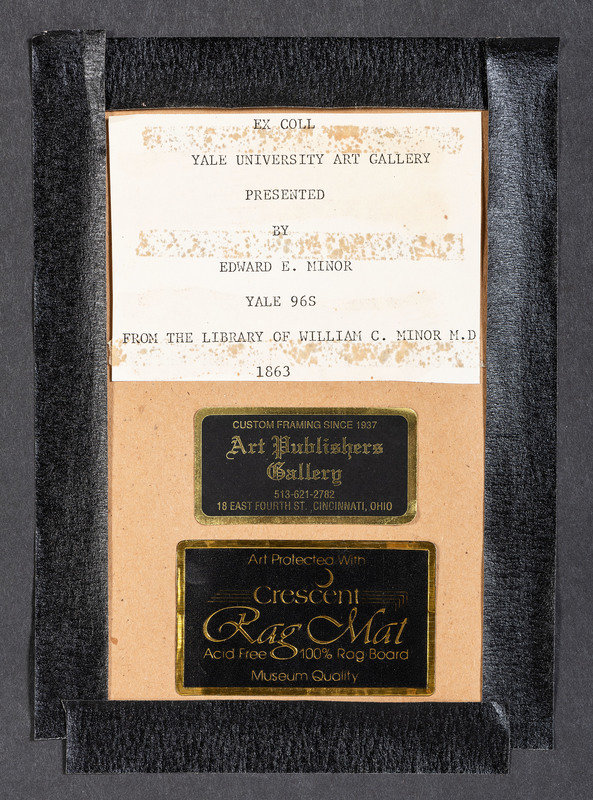 EX COLL
YALE UNIVERSITY ART GALLERY
PRESENTED
BY
EDWARD E. MINOR
YALE 96S
FROM THE LIBRARY OF WILLIAM C. MINOR M.D
1863
CUSTOM FRAMING SINCE 1937
Art Publishers
Gallery
513-621-2782
18 EAST FOURTH ST. CINCINNATI, OHIO
Art Protected With
Crescent
Rag Mat
Acid Free 100% Rag Board
Museum Quality